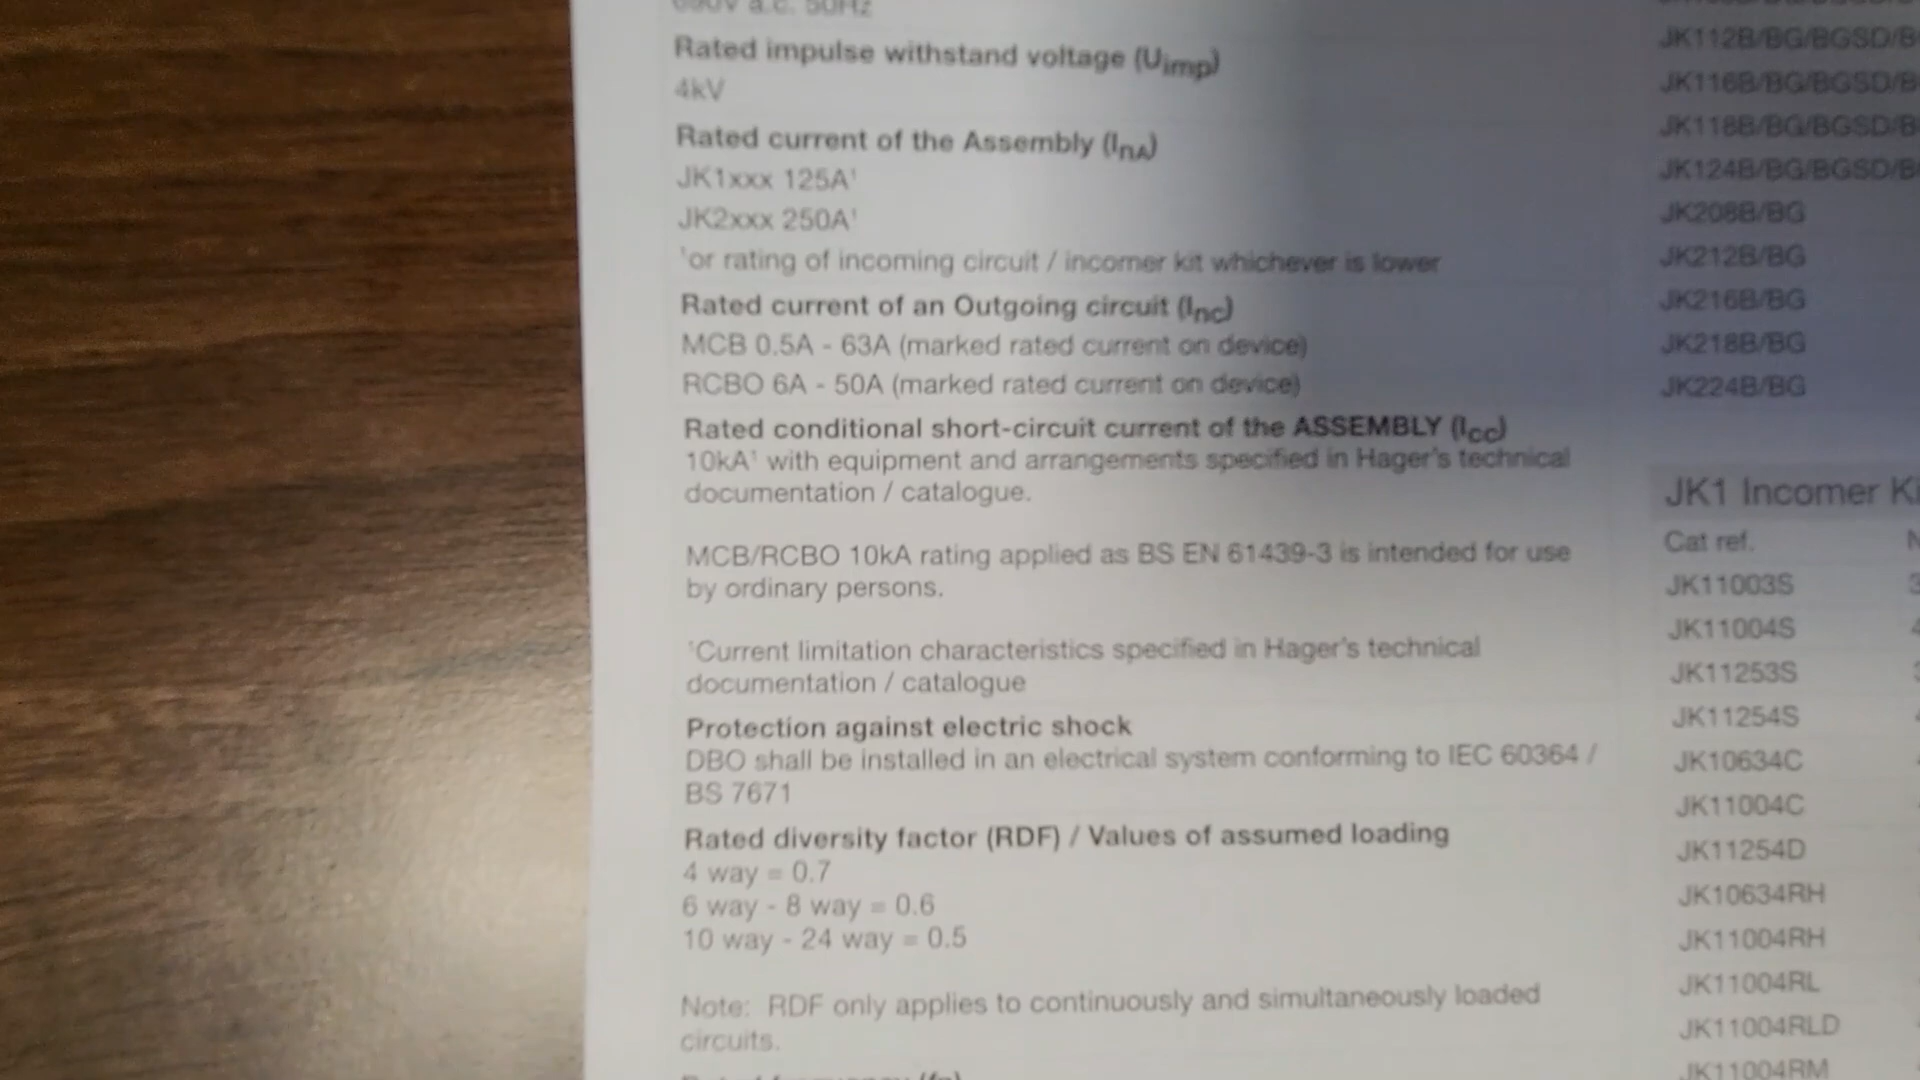 Rated impulse withstand voltage (Uimp)
4kV
Rated current of the Assembly (InA)
JK1xxx 125A¹
JK2xxx 250A¹
¹or rating of incoming circuit / incomer kit whichever is lower
Rated current of an Outgoing circuit (Inc)
MCB 0.5A - 63A (marked rated current on device)
RCBO 6A - 50A (marked rated current on device)
Rated conditional short-circuit current of the ASSEMBLY (Icc)
10kA¹ with equipment and arrangements specified in Hager's technical
documentation / catalogue.
MCB/RCBO 10kA rating applied as BS EN 61439-3 is intended for use
by ordinary persons.
¹Current limitation characteristics specified in Hager's technical
documentation / catalogue
Protection against electric shock
DBO shall be installed in an electrical system conforming to IEC 60364 /
BS 7671
Rated diversity factor (RDF) / Values of assumed loading
4 way = 0.7
6 way - 8 way = 0.6
10 way - 24 way = 0.5
Note: RDF only applies to continuously and simultaneously loaded
circuits.
JK112B/BG/BGSD/B
JK116B/BG/BGSD/B
JK118B/BG/BGSD/B
JK124B/BG/BGSD/B
JK208B/BG
JK212B/BG
JK216B/BG
JK218B/BG
JK224B/BG
JK1 Incomer Ki
Cat ref.
JK11003S
JK11004S
JK11253S
JK11254S
JK10634C
JK11004C
JK11254D
JK10634RH
JK11004RH
JK11004RL
JK11004RLD
JK11004RM